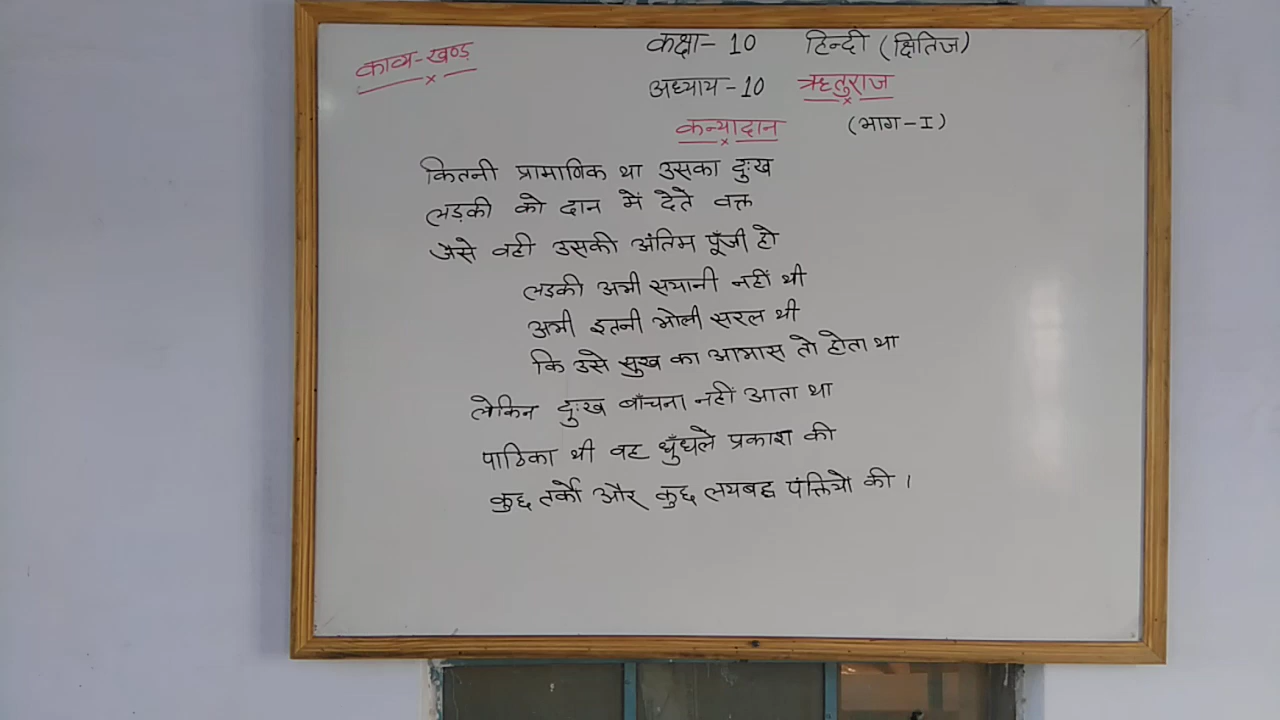 काव्य-खण्ड
कक्षा-10 हिन्दी (क्षितिज)
अध्याय-10 ऋतुराज
कन्यादान (भाग-I)
कितनी प्रामाणिक था उसका दुःख
लड़की को दान में देते वक्त
जैसे वही उसकी अंतिम पूँजी हो
लड़की अभी सयानी नहीं थी
अभी इतनी भोली सरल थी
कि उसे सुख का आभास तो होता था
लेकिन दुःख बाँचना नहीं आता था
पाठिका थी वह धुँधले प्रकाश की
कुछ तर्कों और कुछ लयबद्ध पंक्तियो की।